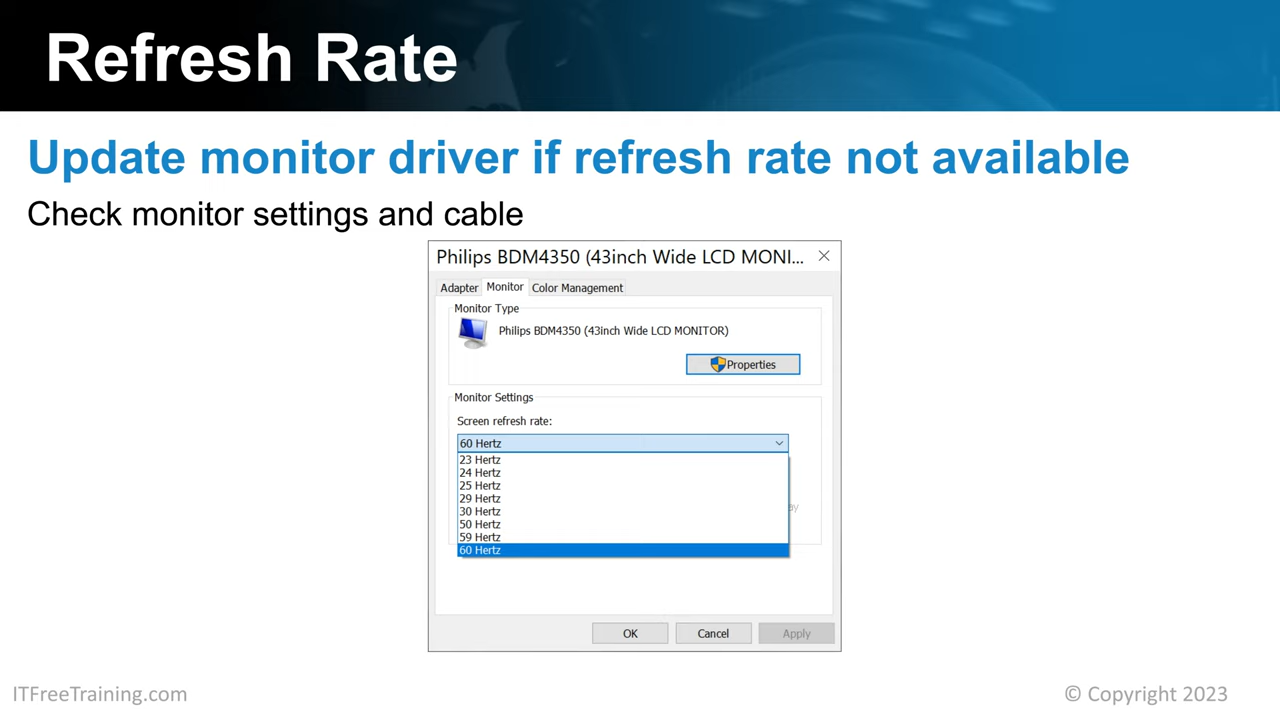 Refresh Rate
Update monitor driver if refresh rate not available
Check monitor settings and cable
Philips BDM4350 (43inch Wide LCD MONI...
Adapter Monitor Color Management
Monitor Type
Philips BDM4350 (43inch Wide LCD MONITOR)
Properties
Monitor Settings
Screen refresh rate:
60 Hertz
23 Hertz
24 Hertz
25 Hertz
29 Hertz
30 Hertz
ay
50 Hertz
59 Hertz
60 Hertz
OK Cancel Apply
ITFreeTraining.com © Copyright 2023